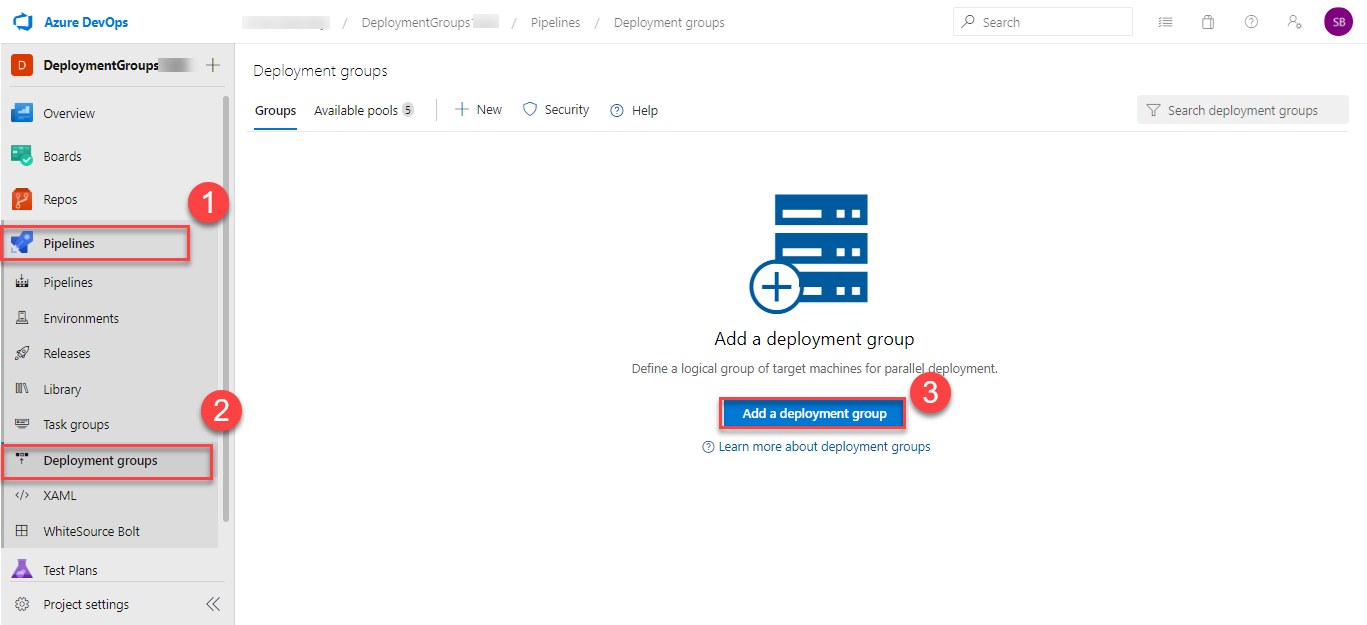 Azure DevOps
/ DeploymentGroups / Pipelines / Deployment groups
Search
SB
D DeploymentGroups
Overview
Boards
Repos
1
Pipelines
Pipelines
Environments
Releases
Library
2
Task groups
Deployment groups
XAML
WhiteSource Bolt
Test Plans
Project settings
Deployment groups
Groups Available pools 5 New Security Help
Search deployment groups
Add a deployment group
Define a logical group of target machines for parallel deployment.
3
Add a deployment group
Learn more about deployment groups